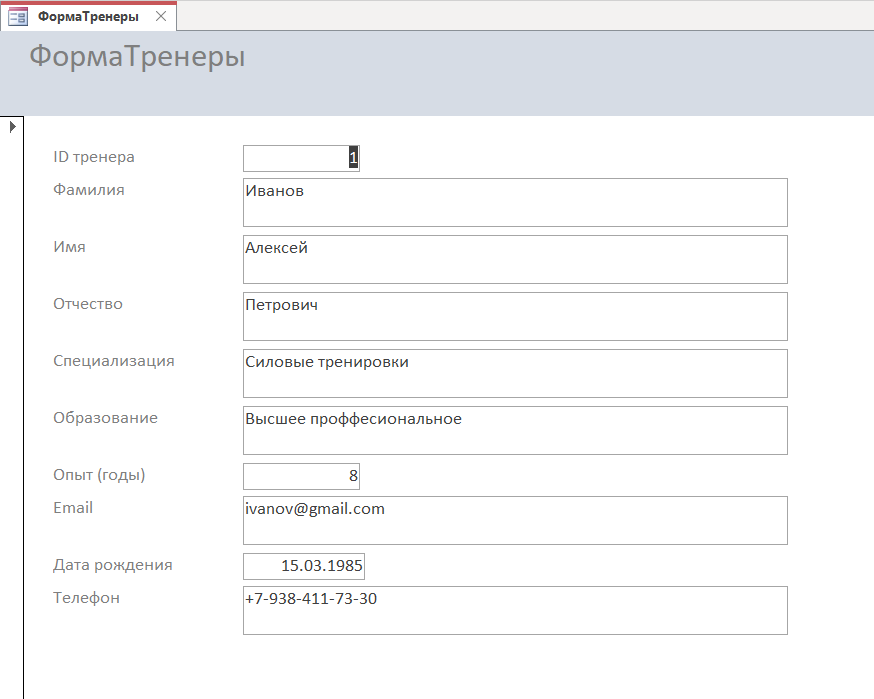 ФормаТренеры
ФормаТренеры
ID тренера 1
Фамилия Иванов
Имя Алексей
Отчество Петрович
Специализация Силовые тренировки
Образование Высшее проффесиональное
Опыт (годы) 8
Email ivanov@gmail.com
Дата рождения 15.03.1985
Телефон +7-938-411-73-30